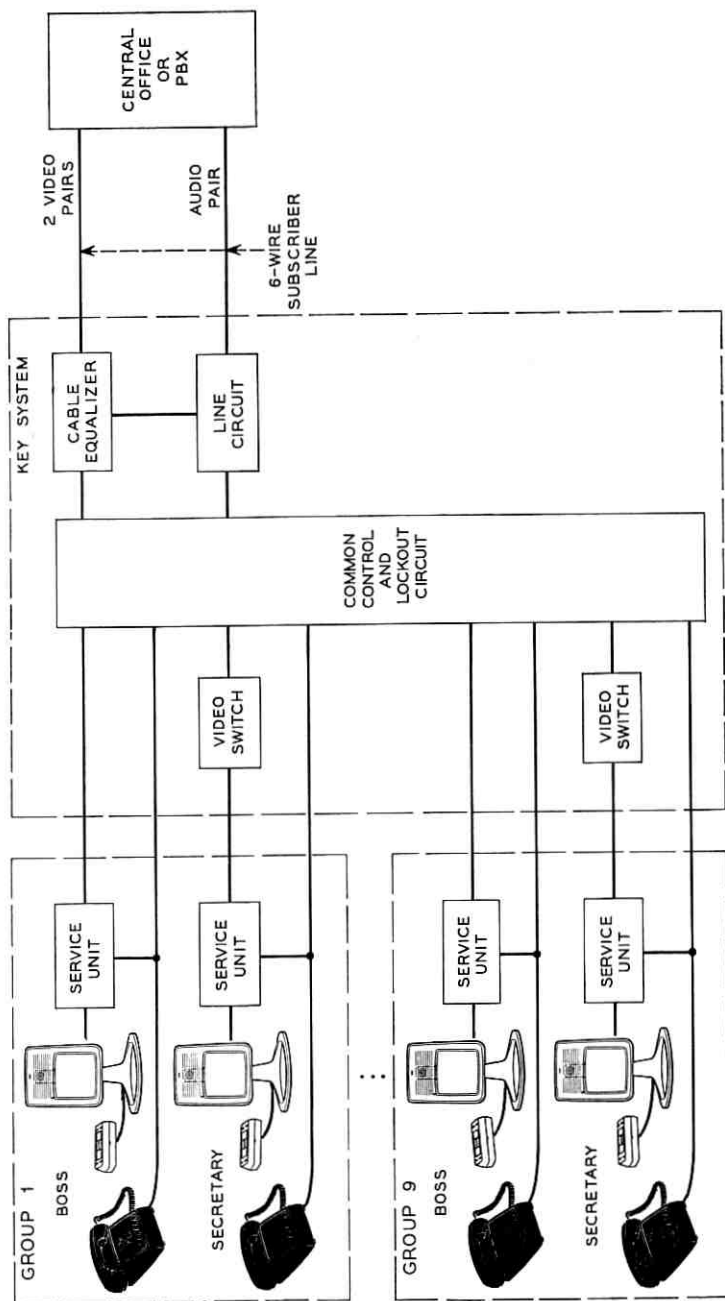 GROUP 1
BOSS
SERVICE
UNIT
SECRETARY
SERVICE
UNIT
GROUP 9
BOSS
SERVICE
UNIT
SECRETARY
SERVICE
UNIT
KEY SYSTEM
VIDEO
SWITCH
VIDEO
SWITCH
COMMON
CONTROL
AND
LOCKOUT
CIRCUIT
CABLE
EQUALIZER
LINE
CIRCUIT
2 VIDEO
PAIRS
AUDIO
PAIR
6-WIRE
SUBSCRIBER
LINE
CENTRAL
OFFICE
OR
PBX